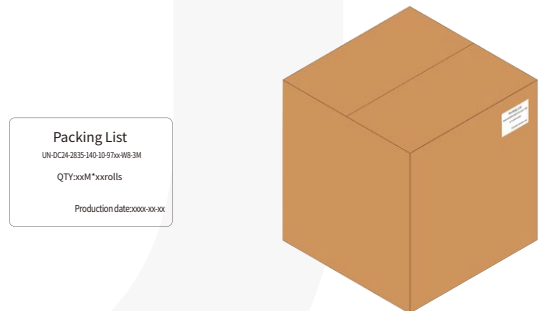 Packing List
UN-DC24-2835-140-10-97xx-W8-3M
QTY:xxM*xxrolls
Production date:xxxx-xx-xx